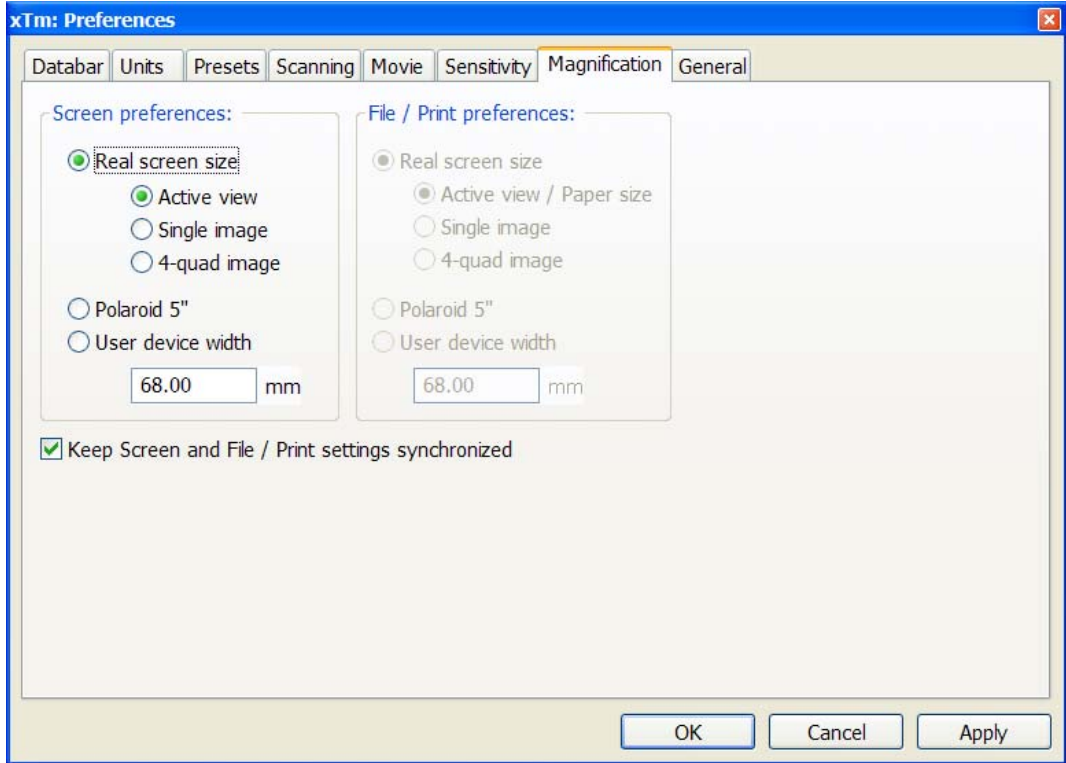 xTm: Preferences
Databar Units Presets Scanning Movie Sensitivity Magnification General
Screen preferences:
Real screen size
Active view
Single image
4-quad image
Polaroid 5"
User device width
68.00 mm
File / Print preferences:
Real screen size
Active view / Paper size
Single image
4-quad image
Polaroid 5"
User device width
68.00 mm
Keep Screen and File / Print settings synchronized
OK Cancel Apply